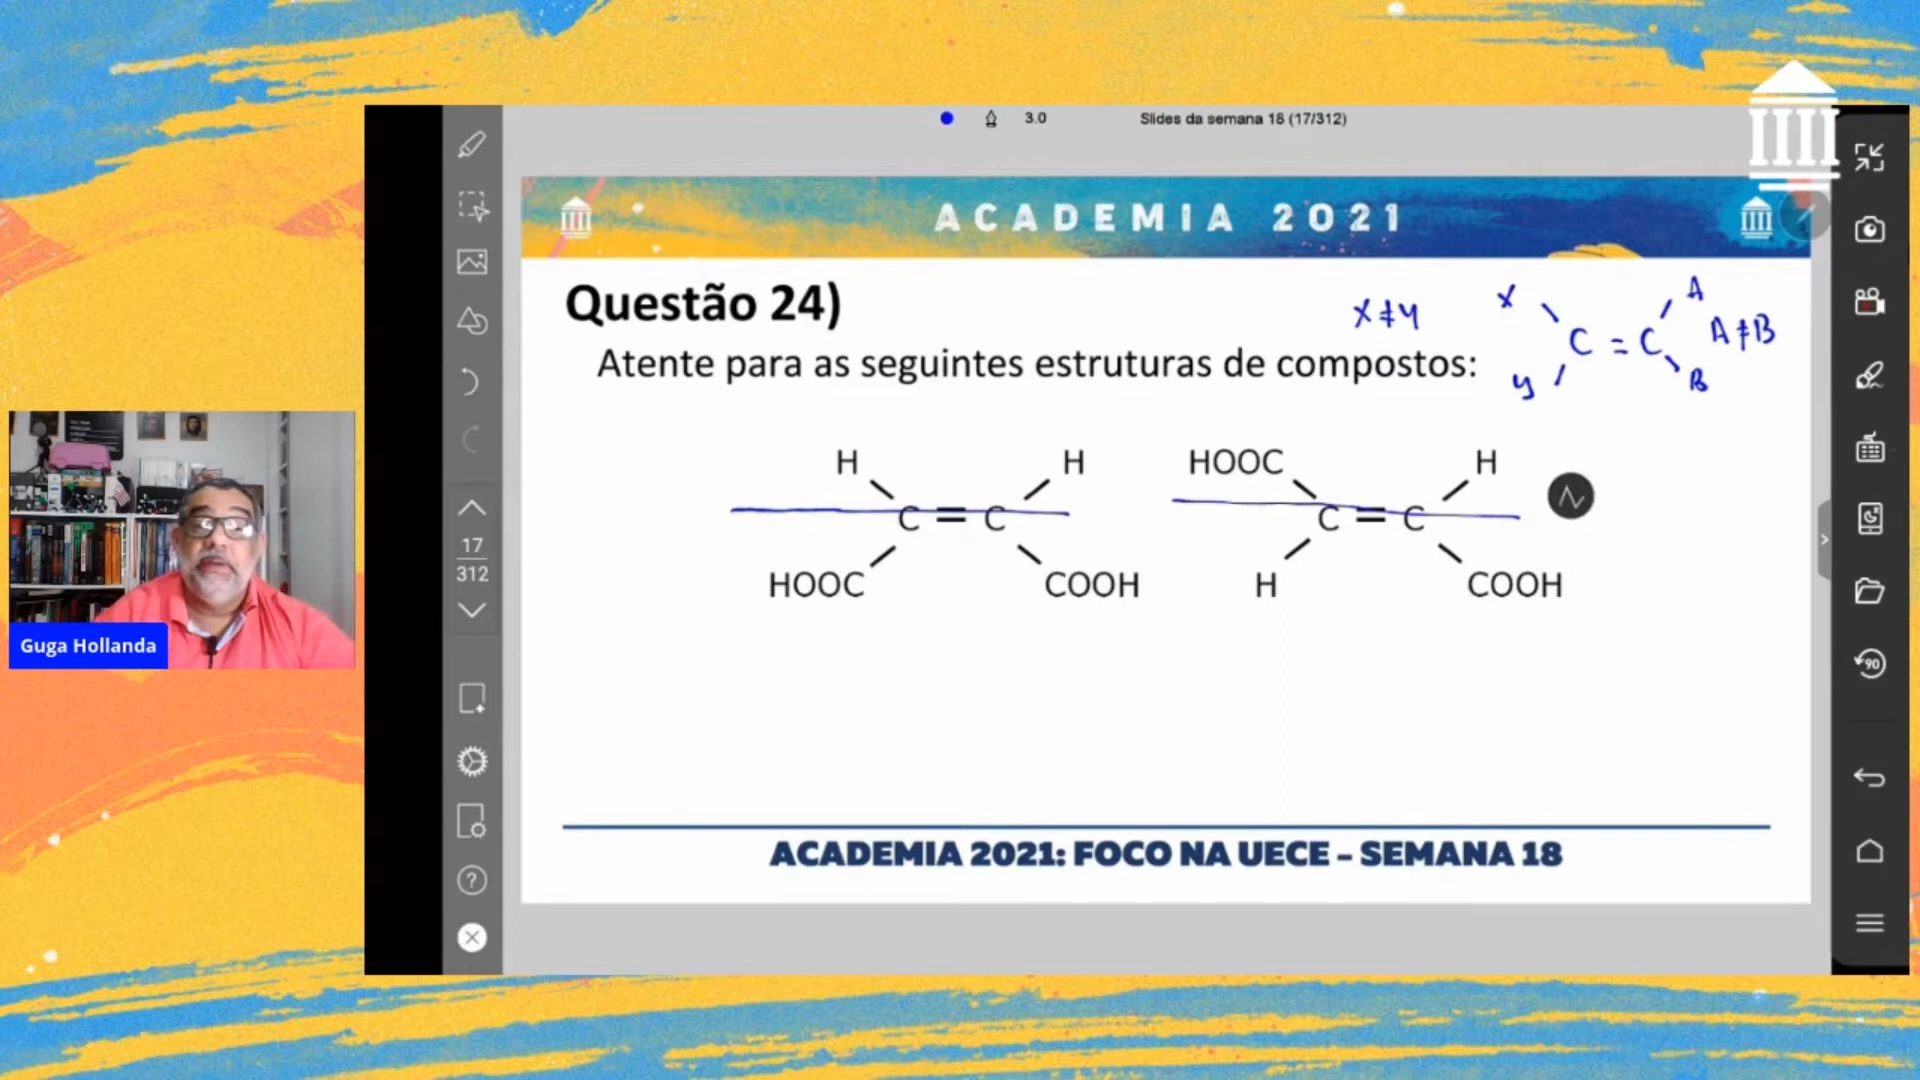 3.0 Slides da semana 18 (17/312)
ACADEMIA 2021
Questão 24)
X ≠ Y
X A
C = C A ≠ B
y B
Atente para as seguintes estruturas de compostos:
H H HOOC H
C = C C = C
HOOC COOH H COOH
17
312
Guga Hollanda
90
ACADEMIA 2021: FOCO NA UECE – SEMANA 18